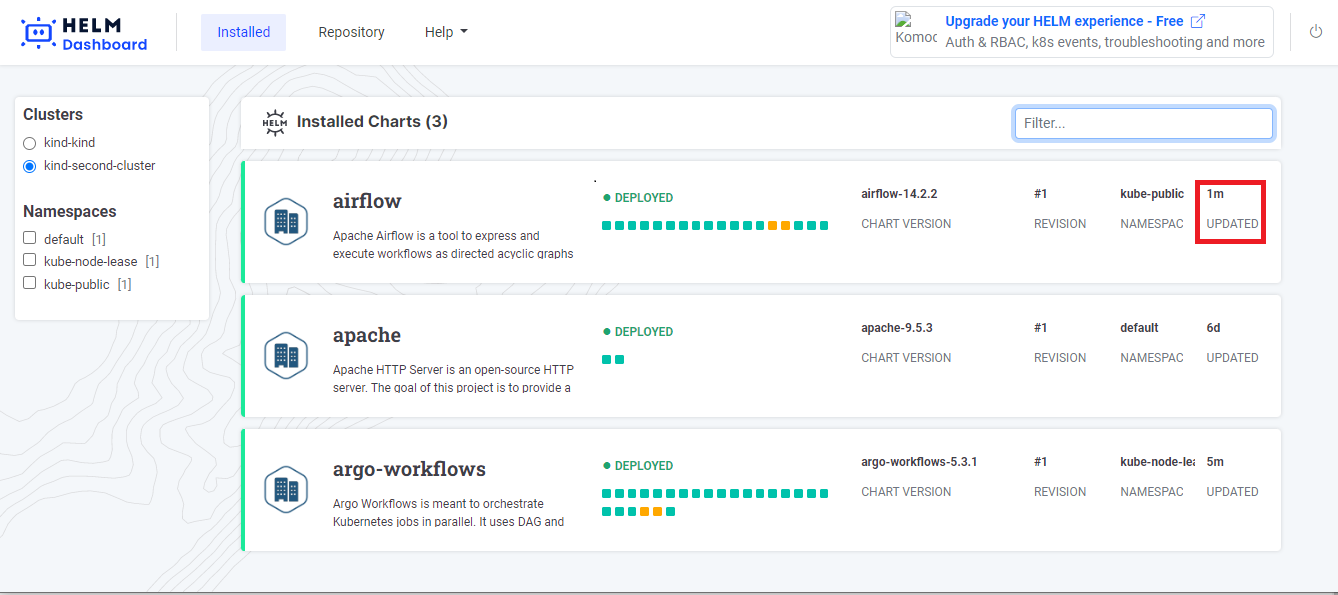 HELM
Dashboard
Installed
Repository
Help
Komod
Upgrade your HELM experience - Free
Auth & RBAC, k8s events, troubleshooting and more
Clusters
kind-kind
kind-second-cluster
Namespaces
default [1]
kube-node-lease [1]
kube-public [1]
HELM
Installed Charts (3)
Filter...
airflow
Apache Airflow is a tool to express and
execute workflows as directed acyclic graphs
DEPLOYED
airflow-14.2.2
CHART VERSION
#1
REVISION
kube-public
NAMESPAC
1m
UPDATED
apache
Apache HTTP Server is an open-source HTTP
server. The goal of this project is to provide a
DEPLOYED
apache-9.5.3
CHART VERSION
#1
REVISION
default
NAMESPAC
6d
UPDATED
argo-workflows
Argo Workflows is meant to orchestrate
Kubernetes jobs in parallel. It uses DAG and
DEPLOYED
argo-workflows-5.3.1
CHART VERSION
#1
REVISION
kube-node-lea
NAMESPAC
5m
UPDATED